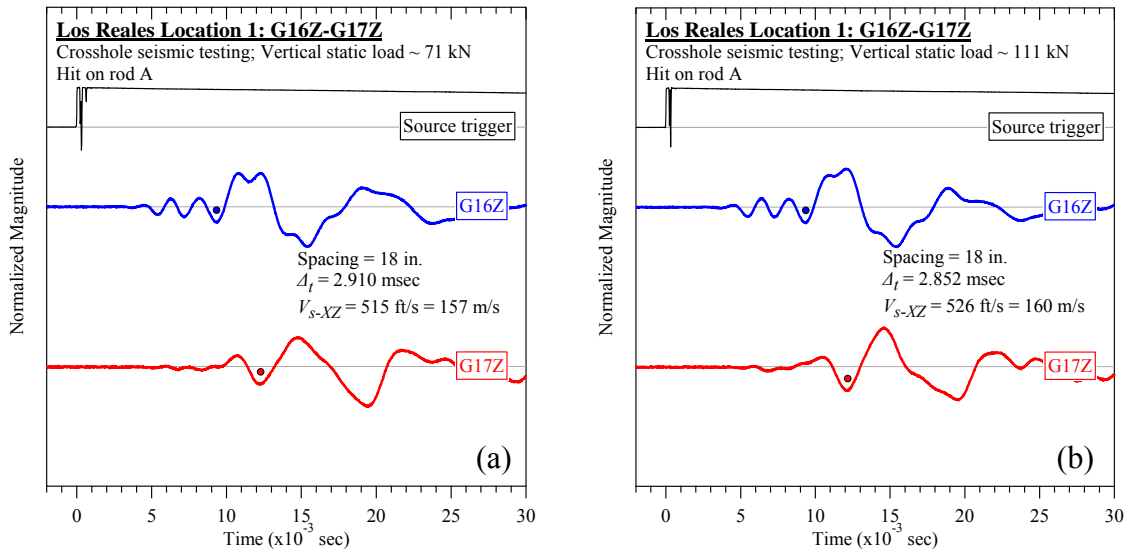 Los Reales Location 1: G16Z-G17Z
Crosshole seismic testing; Vertical static load ~ 71 kN
Hit on rod A
Source trigger
G16Z
Spacing = 18 in.
Δt = 2.910 msec
Vs-XZ = 515 ft/s = 157 m/s
G17Z
(a)
Normalized Magnitude
0 5 10 15 20 25 30
Time (x10-3 sec)
Los Reales Location 1: G16Z-G17Z
Crosshole seismic testing; Vertical static load ~ 111 kN
Hit on rod A
Source trigger
G16Z
Spacing = 18 in.
Δt = 2.852 msec
Vs-XZ = 526 ft/s = 160 m/s
G17Z
(b)
Normalized Magnitude
0 5 10 15 20 25 30
Time (x10-3 sec)